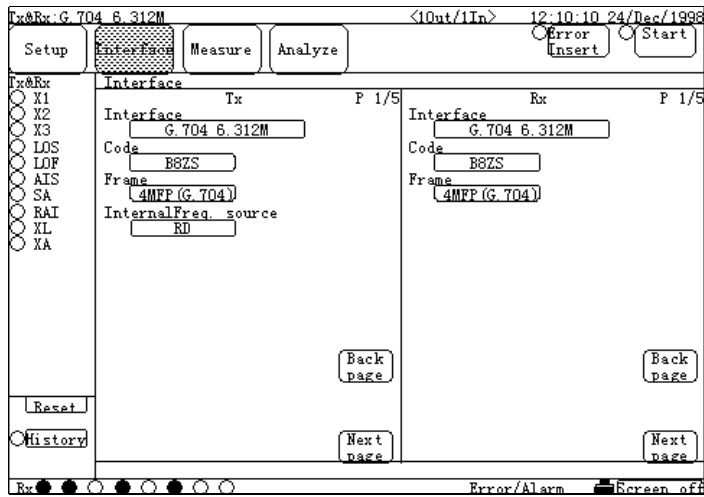 Tx&Rx:G.704 6.312M <1Out/1In> 12:10:10 24/Dec/1998
Setup Interface Measure Analyze Error Insert Start
Tx&Rx
X1
X2
X3
LOS
LOF
AIS
SA
RAI
XL
XA
Reset
History
Interface
Tx P 1/5
Interface
G.704 6.312M
Code
B8ZS
Frame
4MFP(G.704)
InternalFreq. source
RD
Back
page
Next
page
Rx P 1/5
Interface
G.704 6.312M
Code
B8ZS
Frame
4MFP(G.704)
Back
page
Next
page
Rx Error/Alarm Screen off